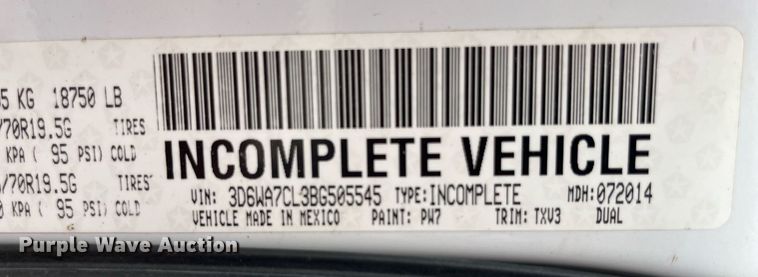 5 KG 18750 LB
/70R19.5G TIRES
KPA ( 95 PSI) COLD
/70R19.5G TIRES
0 KPA ( 95 PSI) COLD
INCOMPLETE VEHICLE
VIN: 3D6WA7CL3BG505545 TYPE:INCOMPLETE MDH:072014
VEHICLE MADE IN MEXICO PAINT: PW7 TRIM: TXV3 DUAL
Purple Wave Auction